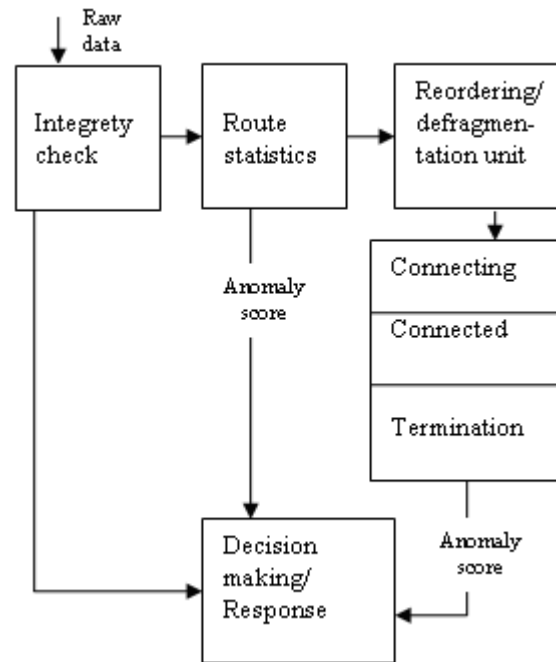 Raw
data
Integrety
check
Route
statistics
Reordering/
defragmen-
tation unit
Connecting
Connected
Termination
Anomaly
score
Anomaly
score
Decision
making/
Response